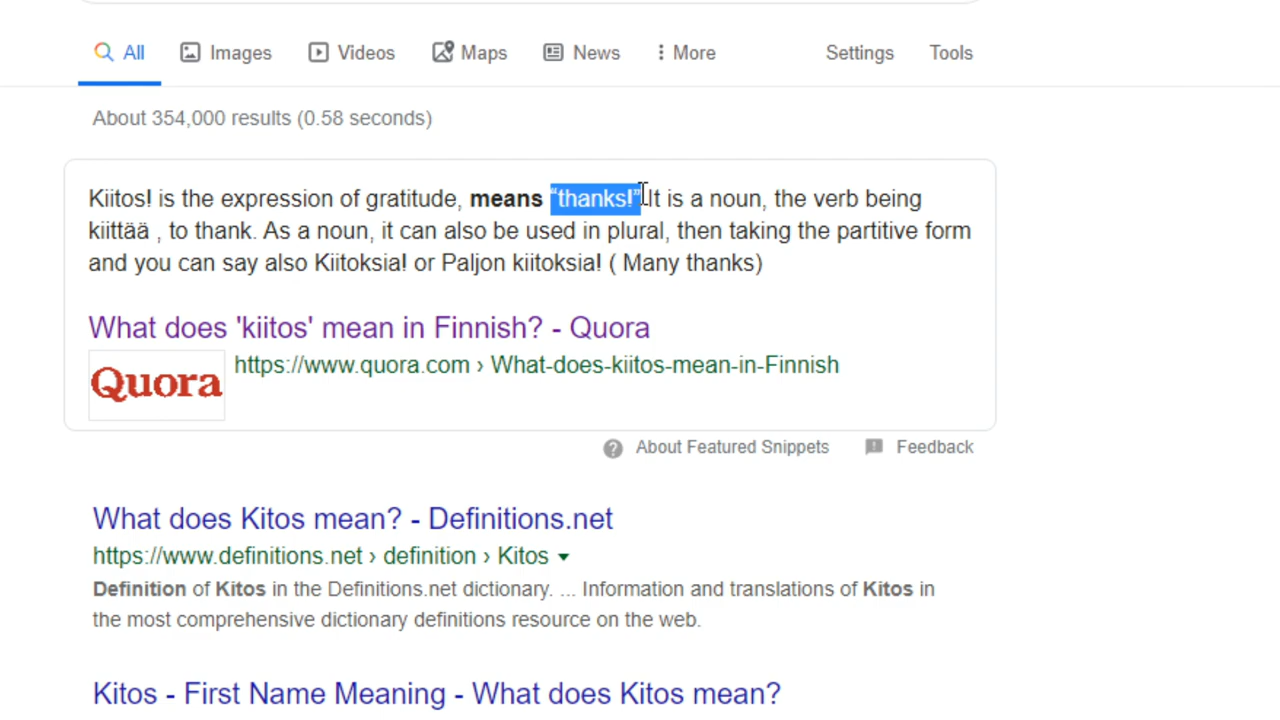 All Images Videos Maps News More Settings Tools
About 354,000 results (0.58 seconds)
Kiitos! is the expression of gratitude, means “thanks!” It is a noun, the verb being
kiittää , to thank. As a noun, it can also be used in plural, then taking the partitive form
and you can say also Kiitoksia! or Paljon kiitoksia! ( Many thanks)
What does 'kiitos' mean in Finnish? - Quora
Quora https://www.quora.com › What-does-kiitos-mean-in-Finnish
About Featured Snippets Feedback
What does Kitos mean? - Definitions.net
https://www.definitions.net › definition › Kitos
Definition of Kitos in the Definitions.net dictionary. ... Information and translations of Kitos in
the most comprehensive dictionary definitions resource on the web.
Kitos - First Name Meaning - What does Kitos mean?